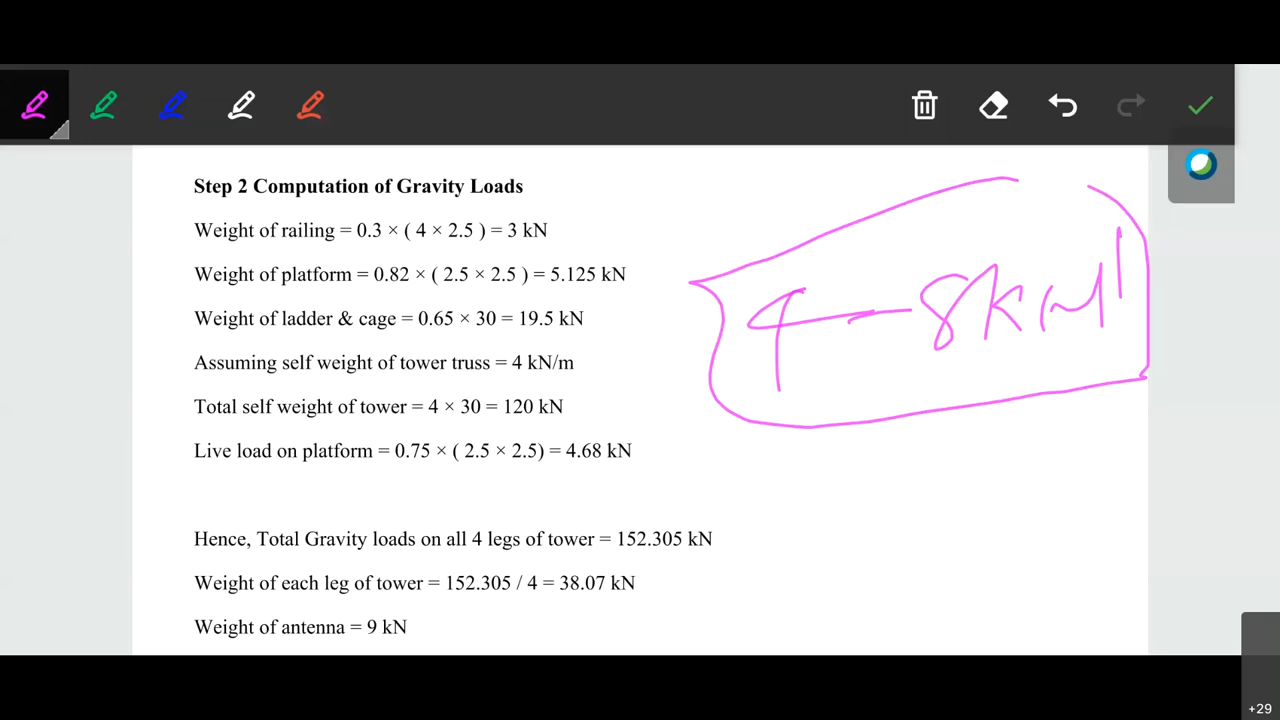 Step 2 Computation of Gravity Loads
Weight of railing = 0.3 × ( 4 × 2.5 ) = 3 kN
Weight of platform = 0.82 × ( 2.5 × 2.5 ) = 5.125 kN
Weight of ladder & cage = 0.65 × 30 = 19.5 kN
Assuming self weight of tower truss = 4 kN/m
Total self weight of tower = 4 × 30 = 120 kN
Live load on platform = 0.75 × ( 2.5 × 2.5) = 4.68 kN
4 – 8 kN/
Hence, Total Gravity loads on all 4 legs of tower = 152.305 kN
Weight of each leg of tower = 152.305 / 4 = 38.07 kN
Weight of antenna = 9 kN
+29